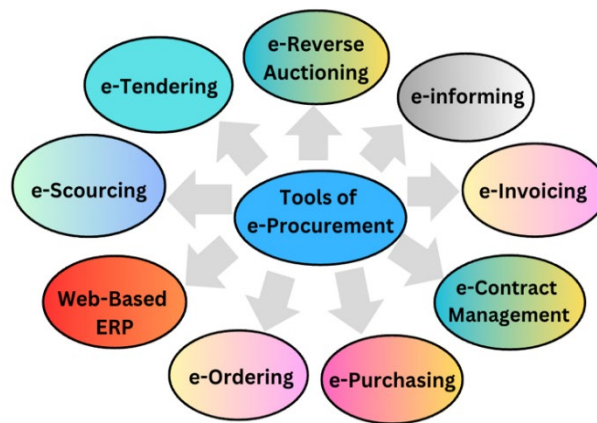 e-Reverse
Auctioning
e-Tendering
e-informing
e-Scourcing
Tools of
e-Procurement
e-Invoicing
Web-Based
ERP
e-Contract
Management
e-Ordering
e-Purchasing